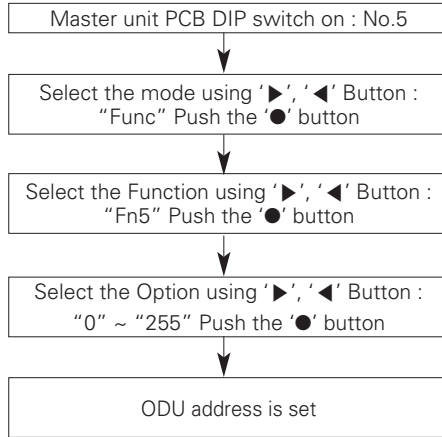 Master unit PCB DIP switch on : No.5
Select the mode using ‘▶’, ‘◀’ Button :
“Func” Push the ‘●’ button
Select the Function using ‘▶’, ‘◀’ Button :
“Fn5” Push the ‘●’ button
Select the Option using ‘▶’, ‘◀’ Button :
“0” ~ “255” Push the ‘●’ button
ODU address is set